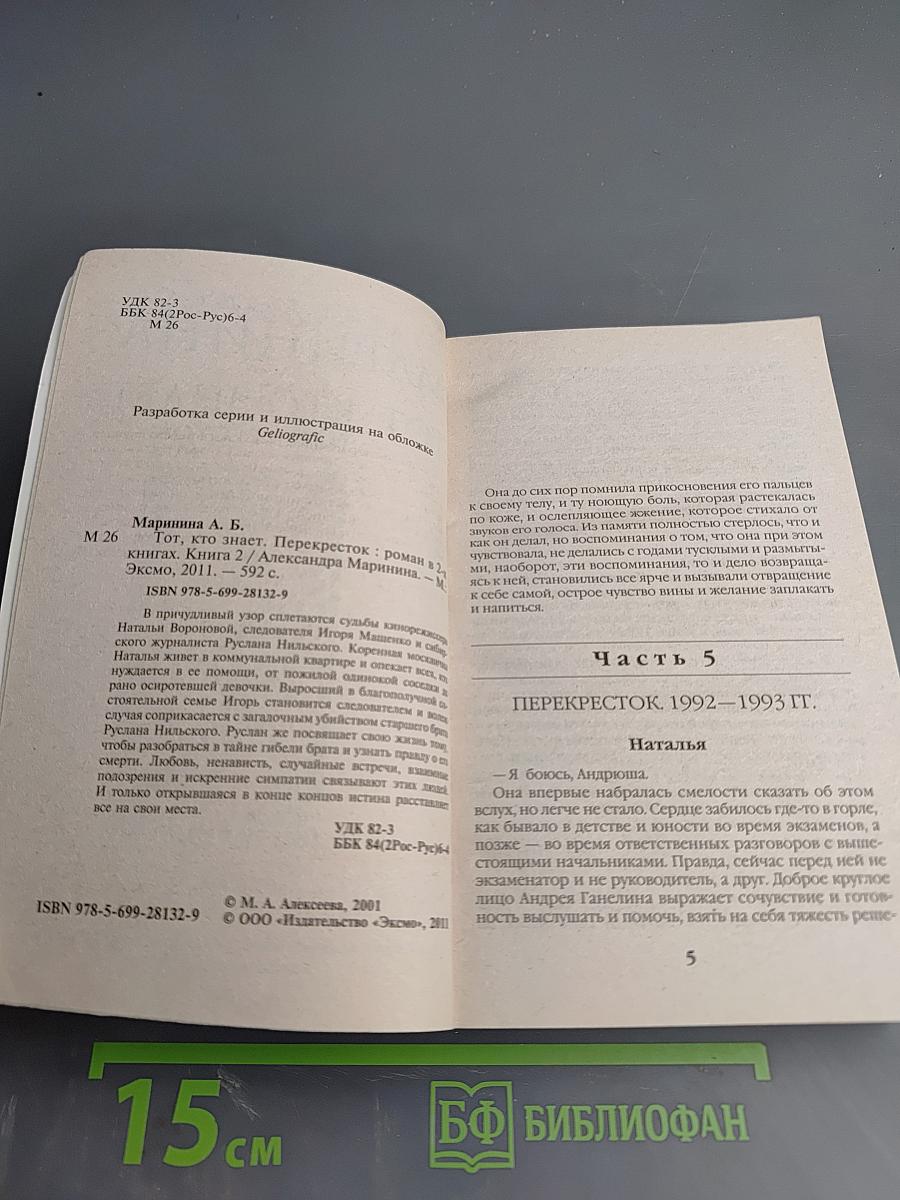 УДК 82-3
ББК 84(2Рос-Рус)6-4
М 26
Разработка серии и иллюстрация на обложке
Geliografic
Маринина А. Б.
М 26 Тот, кто знает. Перекресток : роман в 2-х
книгах. Книга 2 / Александра Маринина. — М.:
Эксмо, 2011. — 592 с.
ISBN 978-5-699-28132-9
В причудливый узор сплетаются судьбы кинорежиссера
Натальи Вороновой, следователя Игоря Мащенко и сибир-
ского журналиста Руслана Нильского. Коренная москвичка
Наталья живет в коммунальной квартире и опекает всех, кто
нуждается в ее помощи, от пожилой одинокой соседки до
рано осиротевшей девочки. Выросший в благополучной со-
стоятельной семье Игорь становится следователем и волею
случая соприкасается с загадочным убийством старшего брата
Руслана Нильского. Руслан же посвящает свою жизнь тому,
чтобы разобраться в тайне гибели брата и узнать правду о его
смерти. Любовь, ненависть, случайные встречи, взаимные
подозрения и искренние симпатии связывают этих людей.
И только открывшаяся в конце концов истина расставляет
все на свои места.
УДК 82-3
ББК 84(2Рос-Рус)6-4
ISBN 978-5-699-28132-9
© М. А. Алексеева, 2001
© ООО «Издательство «Эксмо», 2011
Она до сих пор помнила прикосновения его пальцев
к своему телу, и ту ноющую боль, которая растекалась
по коже, и ослепляющее жжение, которое стихало от
звуков его голоса. Из памяти полностью стерлось, что и
как он делал, но воспоминания о том, что она при этом
чувствовала, не делались с годами тусклыми и размыты-
ми, наоборот, эти воспоминания, то и дело возвраща-
ясь к ней, становились все ярче и вызывали отвращение
к себе самой, острое чувство вины и желание заплакать
и напиться.
Часть 5
ПЕРЕКРЕСТОК. 1992—1993 ГГ.
Наталья
— Я боюсь, Андрюша.
Она впервые набралась смелости сказать об этом
вслух, но легче не стало. Сердце забилось где-то в горле,
как бывало в детстве и юности во время экзаменов, а
позже — во время ответственных разговоров с выше-
стоящими начальниками. Правда, сейчас перед ней не
экзаменатор и не руководитель, а друг. Доброе круглое
лицо Андрея Ганелина выражает сочувствие и готов-
ность выслушать и помочь, взять на себя тяжесть реше-
5
15 см
БФ БИБЛИОФАН